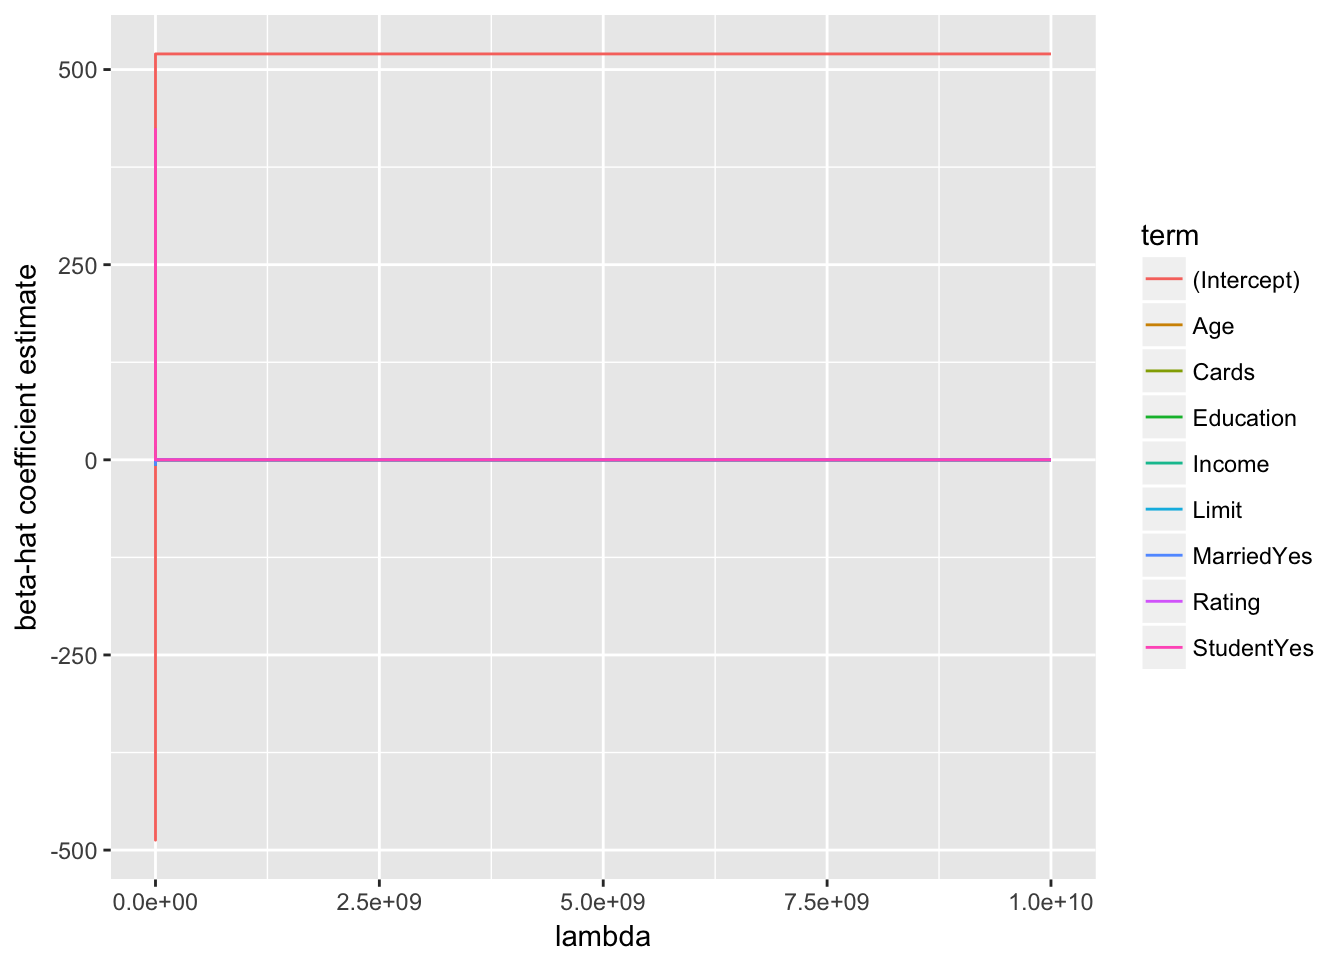 500
250
0
-250
-500
beta-hat coefficient estimate
0.0e+00 2.5e+09 5.0e+09 7.5e+09 1.0e+10
lambda
term
(Intercept)
Age
Cards
Education
Income
Limit
MarriedYes
Rating
StudentYes